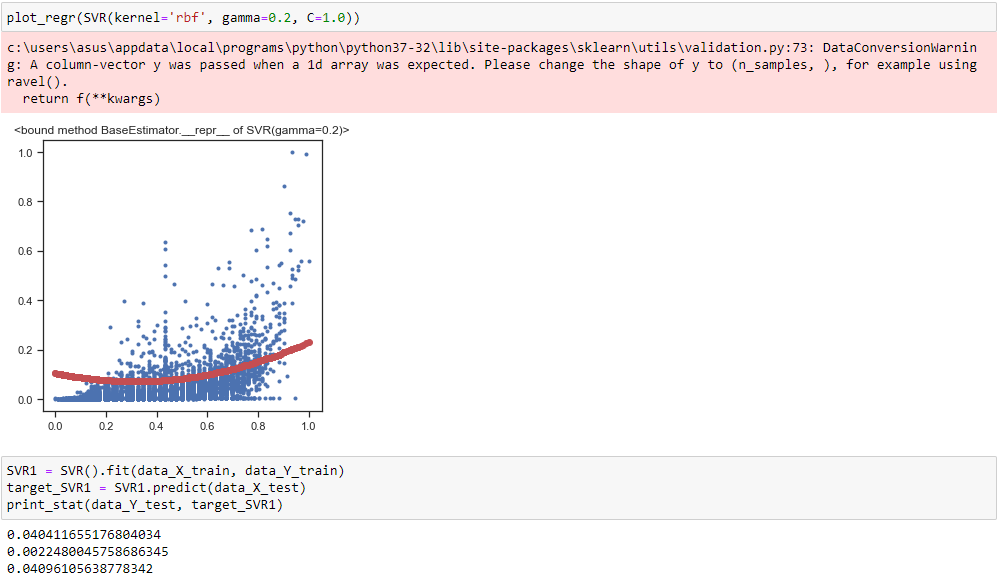 plot_regr(SVR(kernel='rbf', gamma=0.2, C=1.0))
c:\users\asus\appdata\local\programs\python\python37-32\lib\site-packages\sklearn\utils\validation.py:73: DataConversionWarnin
g: A column-vector y was passed when a 1d array was expected. Please change the shape of y to (n_samples, ), for example using
ravel().
return f(**kwargs)
<bound method BaseEstimator.__repr__ of SVR(gamma=0.2)>
1.0
0.8
0.6
0.4
0.2
0.0
0.0 0.2 0.4 0.6 0.8 1.0
SVR1 = SVR().fit(data_X_train, data_Y_train)
target_SVR1 = SVR1.predict(data_X_test)
print_stat(data_Y_test, target_SVR1)
0.040411655176804034
0.0022480045758686345
0.04096105638778342